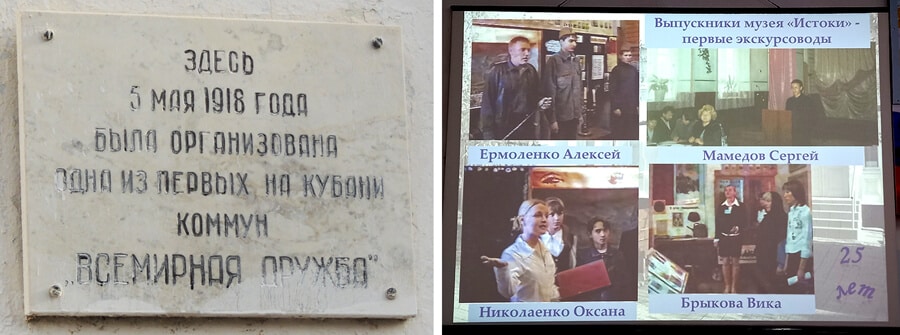 ЗДЕСЬ
5 МАЯ 1918 ГОДА
БЫЛА ОРГАНИЗОВАНА
ОДНА ИЗ ПЕРВЫХ НА КУБАНИ
КОММУН
„ВСЕМИРНАЯ ДРУЖБА"
Выпускники музея «Истоки» -
первые экскурсоводы
Ермоленко Алексей
Мамедов Сергей
Николаенко Оксана
Брыкова Вика
25
лет